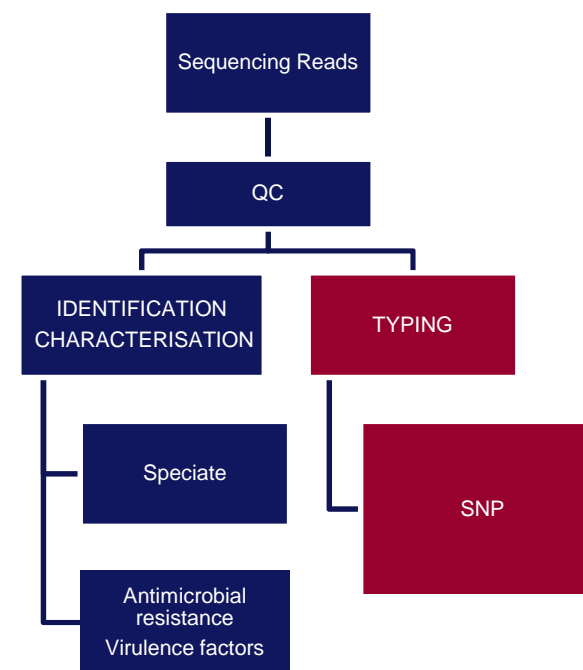 Sequencing Reads
QC
IDENTIFICATION
CHARACTERISATION
TYPING
Speciate
SNP
Antimicrobial
resistance
Virulence factors